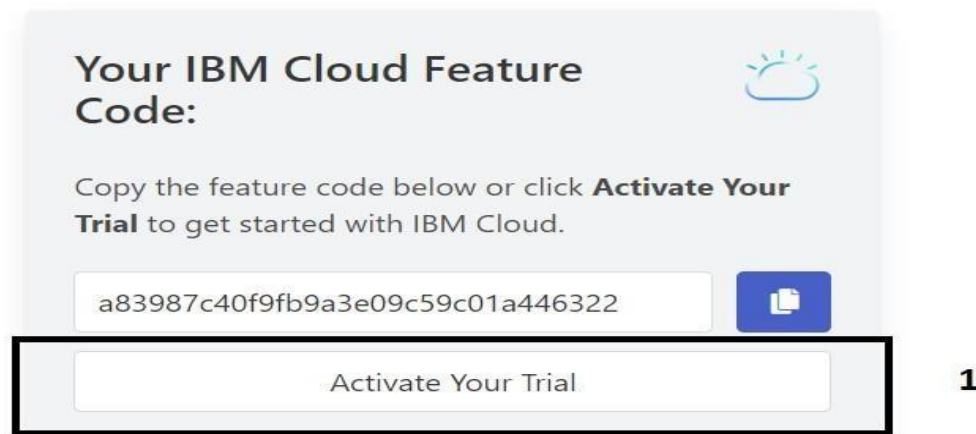 Your IBM Cloud Feature
Code:
Copy the feature code below or click Activate Your
Trial to get started with IBM Cloud.
a83987c40f9fb9a3e09c59c01a446322
Activate Your Trial
1